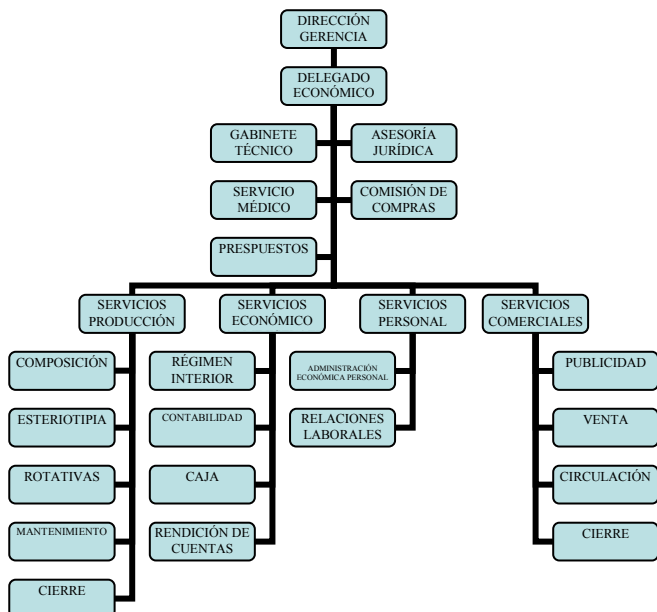 DIRECCIÓN
GERENCIA
DELEGADO
ECONÓMICO
GABINETE
TÉCNICO
ASESORÍA
JURÍDICA
SERVICIO
MÉDICO
COMISIÓN DE
COMPRAS
PRESPUESTOS
SERVICIOS
PRODUCCIÓN
SERVICIOS
ECONÓMICO
SERVICIOS
PERSONAL
SERVICIOS
COMERCIALES
COMPOSICIÓN
RÉGIMEN
INTERIOR
ADMINISTRACIÓN
ECONÓMICA PERSONAL
PUBLICIDAD
ESTERIOTIPIA
CONTABILIDAD
RELACIONES
LABORALES
VENTA
ROTATIVAS
CAJA
CIRCULACIÓN
MANTENIMIENTO
RENDICIÓN DE
CUENTAS
CIERRE
CIERRE